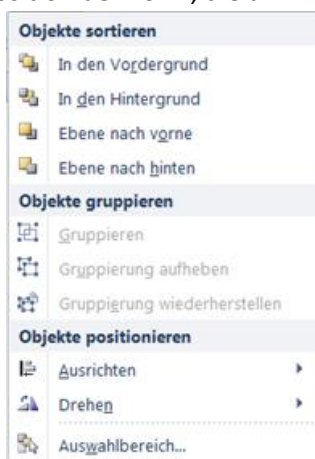 Objekte sortieren
In den Vordergrund
In den Hintergrund
Ebene nach vorne
Ebene nach hinten
Objekte gruppieren
Gruppieren
Gruppierung aufheben
Gruppierung wiederherstellen
Objekte positionieren
Ausrichten
Drehen
Auswahlbereich...